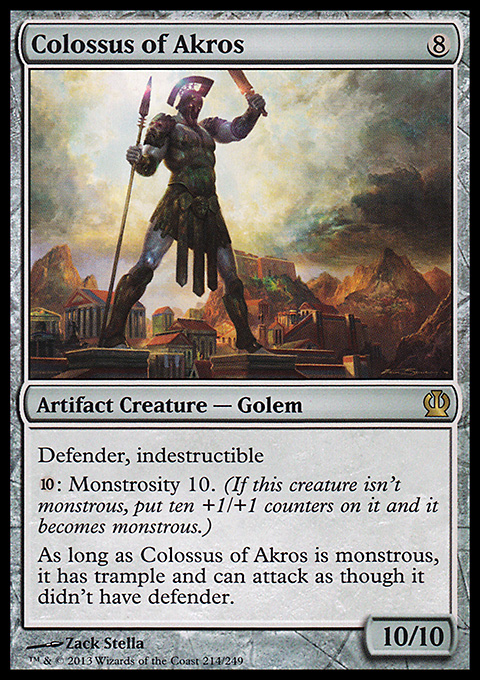 Colossus of Akros 8
Artifact Creature — Golem
Defender, indestructible
10: Monstrosity 10. (If this creature isn't
monstrous, put ten +1/+1 counters on it and it
becomes monstrous.)
As long as Colossus of Akros is monstrous,
it has trample and can attack as though it
didn't have defender.
10/10
Zack Stella
™ & © 2013 Wizards of the Coast 214/249